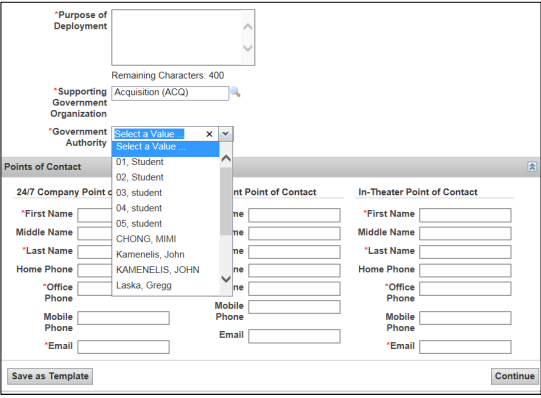 *Purpose of
Deployment
Remaining Characters: 400
*Supporting
Government
Organization
Acquisition (ACQ)
*Government
Authority
Select a Value ...
Select a Value ...
01, Student
02, Student
03, student
04, student
05, student
CHONG, MIMI
Kamenelis, John
KAMENELIS, JOHN
Laska, Gregg
Points of Contact
24/7 Company Point
nt Point of Contact
In-Theater Point of Contact
*First Name
Middle Name
*Last Name
Home Phone
*Office
Phone
Mobile
Phone
*Email
me
me
me
ne
ne
Mobile
Phone
Email
*First Name
Middle Name
*Last Name
Home Phone
*Office
Phone
Mobile
Phone
*Email
Save as Template
Continue